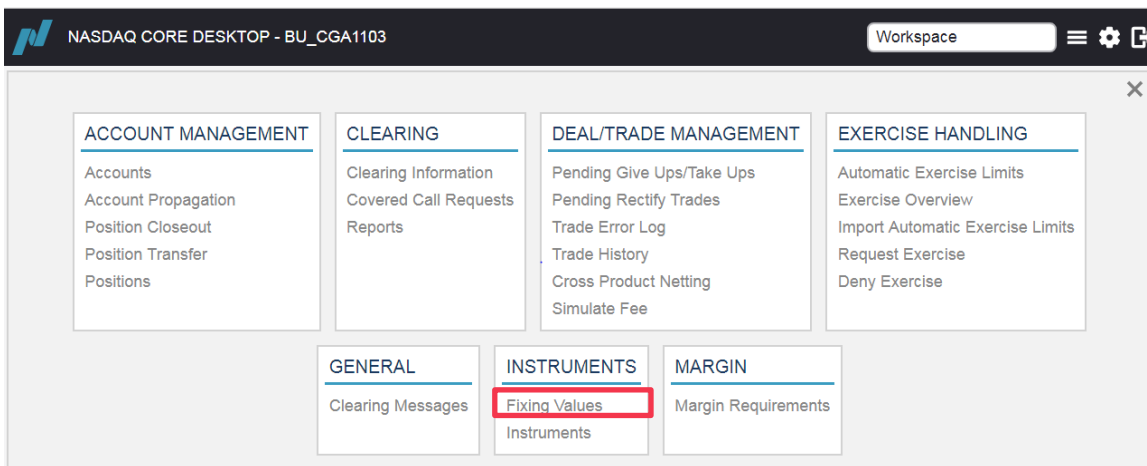 NASDAQ CORE DESKTOP - BU_CGA1103
Workspace
ACCOUNT MANAGEMENT
Accounts
Account Propagation
Position Closeout
Position Transfer
Positions
CLEARING
Clearing Information
Covered Call Requests
Reports
DEAL/TRADE MANAGEMENT
Pending Give Ups/Take Ups
Pending Rectify Trades
Trade Error Log
Trade History
Cross Product Netting
Simulate Fee
EXERCISE HANDLING
Automatic Exercise Limits
Exercise Overview
Import Automatic Exercise Limits
Request Exercise
Deny Exercise
GENERAL
Clearing Messages
INSTRUMENTS
Fixing Values
Instruments
MARGIN
Margin Requirements